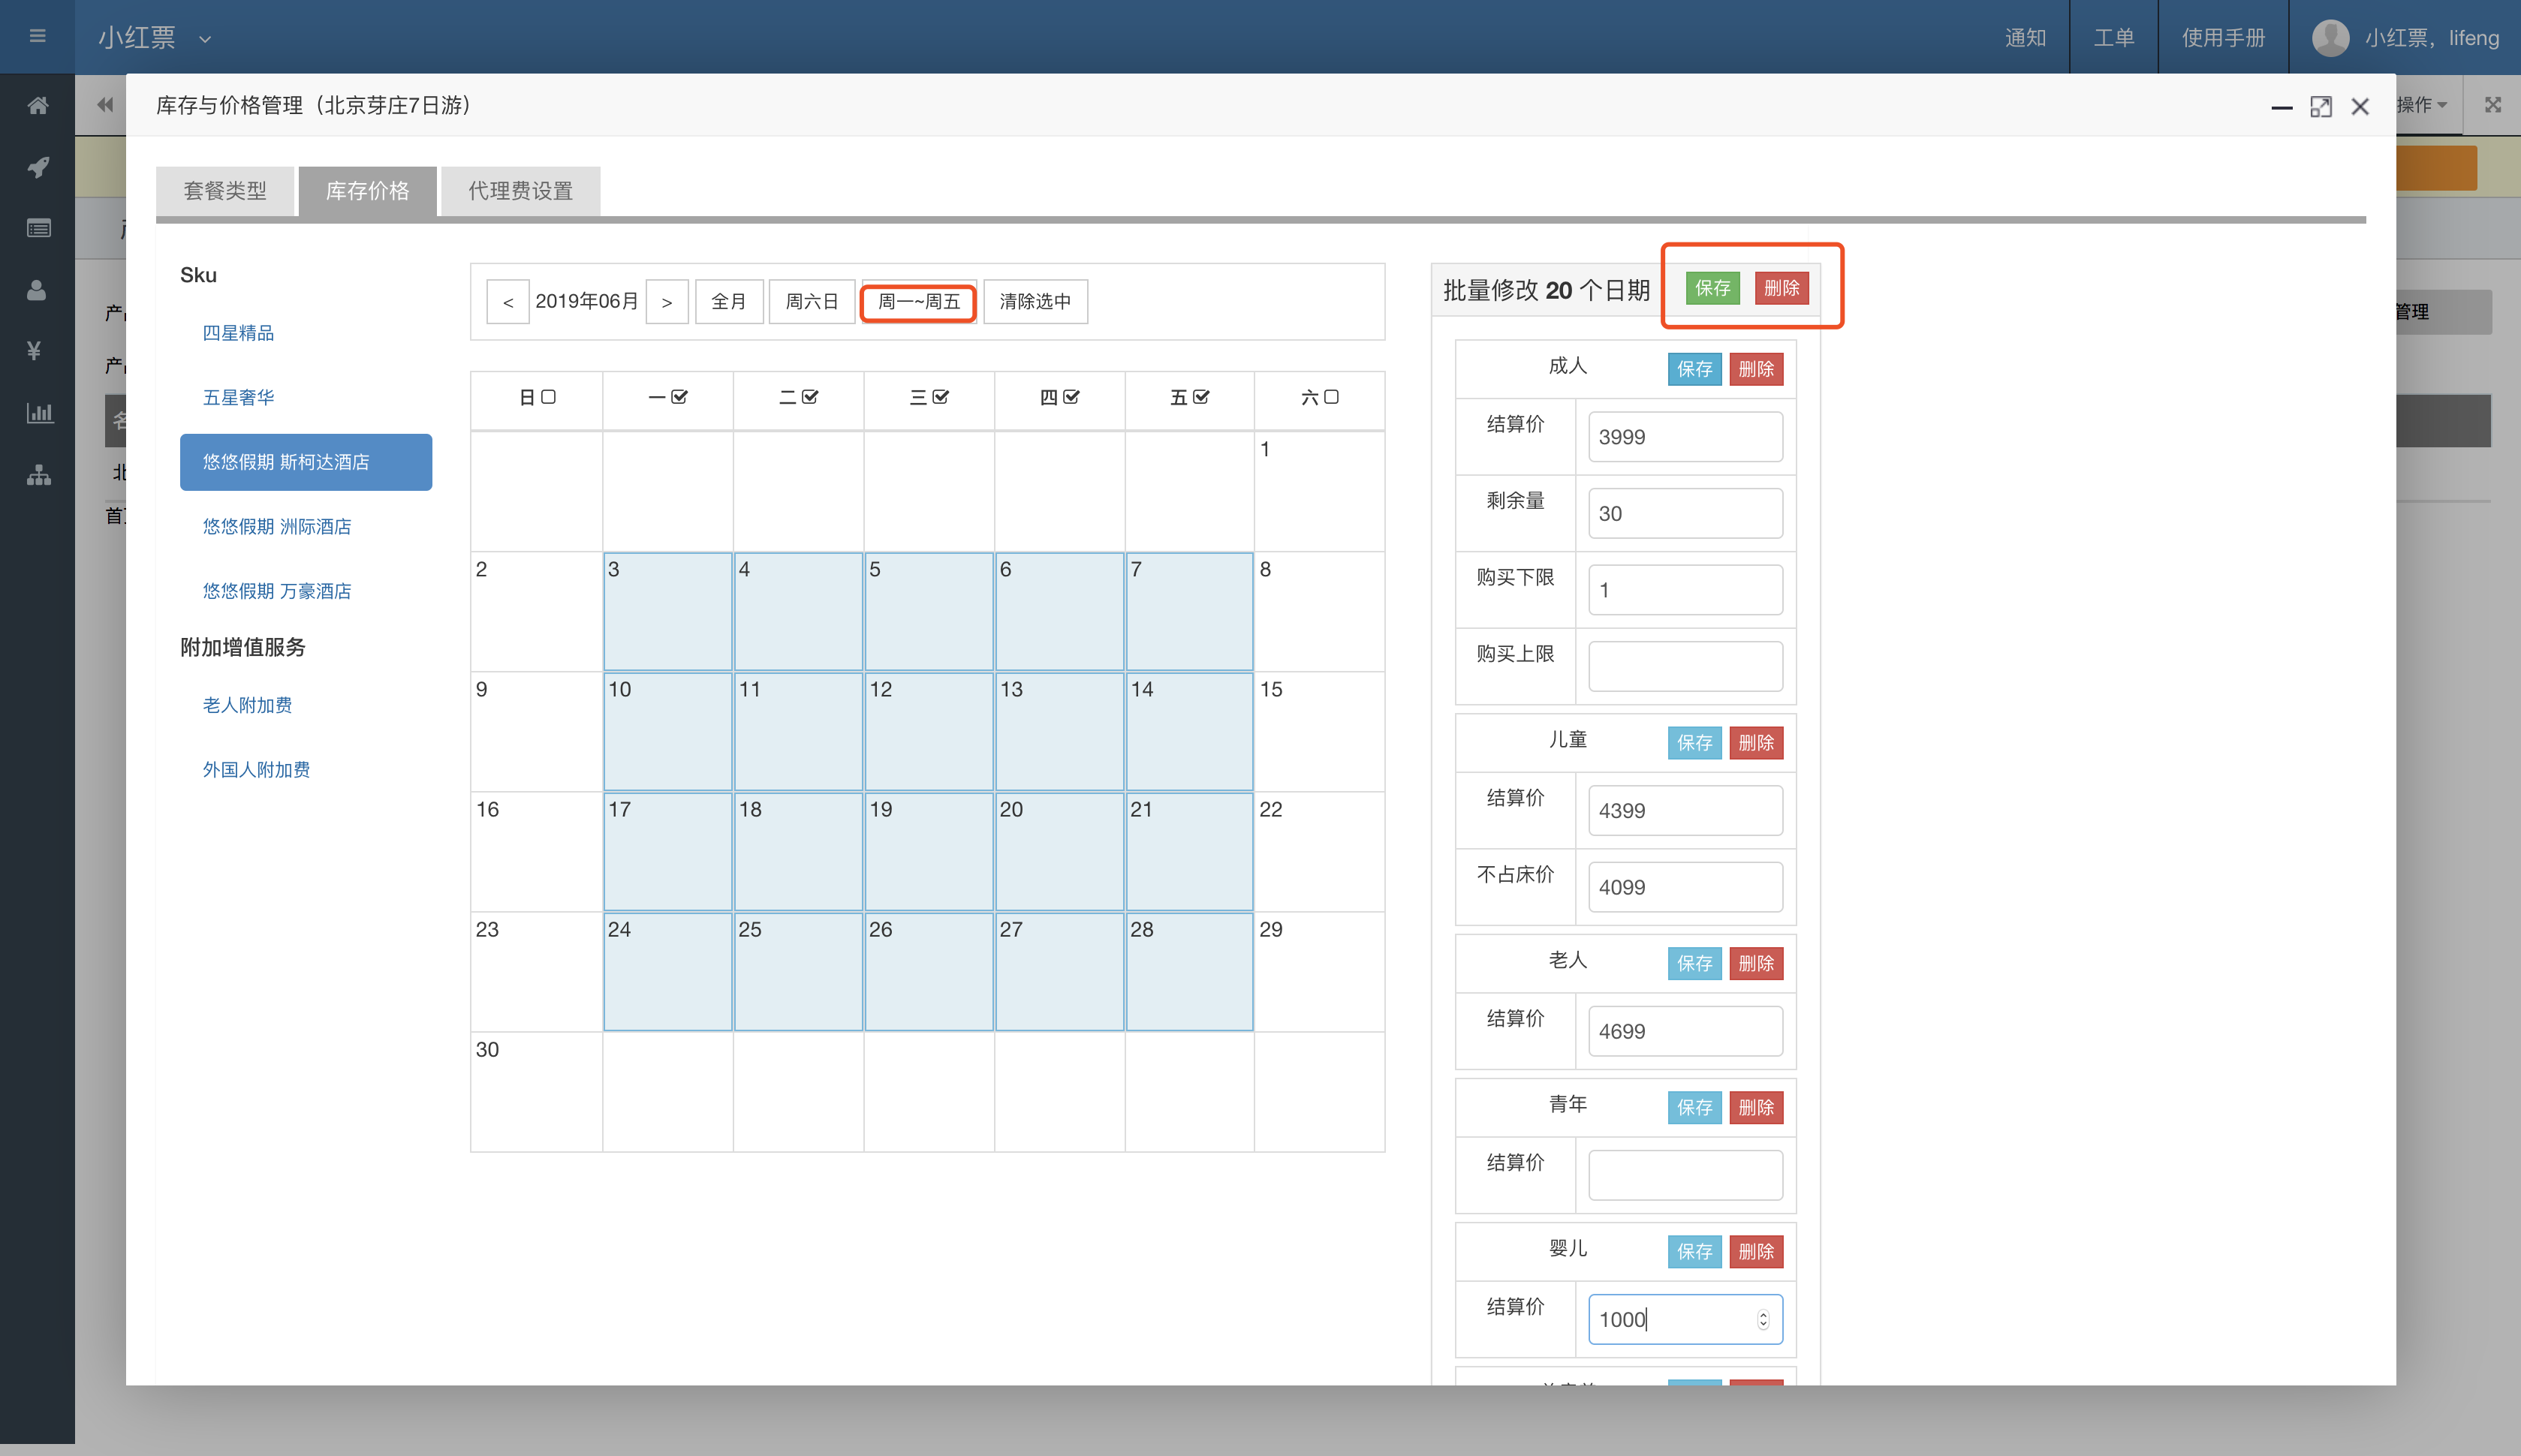 小红票
通知
工单
使用手册
小红票，lifeng
库存与价格管理（北京芽庄7日游）
操作
套餐类型
库存价格
代理费设置
Sku
四星精品
五星奢华
悠悠假期 斯柯达酒店
悠悠假期 洲际酒店
悠悠假期 万豪酒店
附加增值服务
老人附加费
外国人附加费
<
2019年06月
>
全月
周六日
周一~周五
清除选中
日 一 二 三 四 五 六
1
2 3 4 5 6 7 8
9 10 11 12 13 14 15
16 17 18 19 20 21 22
23 24 25 26 27 28 29
30
批量修改 20 个日期
保存
删除
成人
保存
删除
结算价
3999
剩余量
30
购买下限
1
购买上限
儿童
保存
删除
结算价
4399
不占床价
4099
老人
保存
删除
结算价
4699
青年
保存
删除
结算价
婴儿
保存
删除
结算价
1000
管理